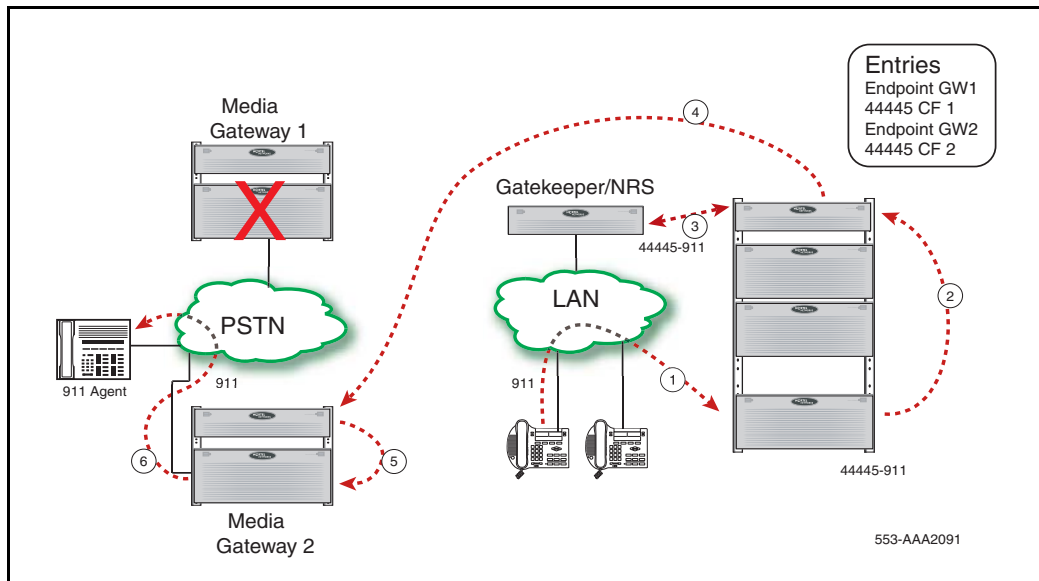 Entries
Endpoint GW1
44445 CF 1
Endpoint GW2
44445 CF 2
Media
Gateway 1
4
Gatekeeper/NRS
3
44445-911
2
LAN
PSTN
1
911
911
911 Agent
6
5
44445-911
Media
Gateway 2
553-AAA2091